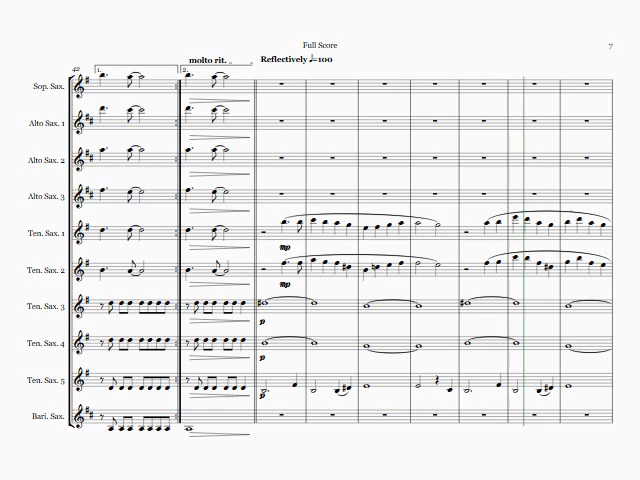 Full Score
7
molto rit.
Reflectively ♩=100
42
1.
2.
Sop. Sax.
Alto Sax. 1
Alto Sax. 2
Alto Sax. 3
Ten. Sax. 1
mp
Ten. Sax. 2
mp
Ten. Sax. 3
p
Ten. Sax. 4
p
Ten. Sax. 5
p
Bari. Sax.